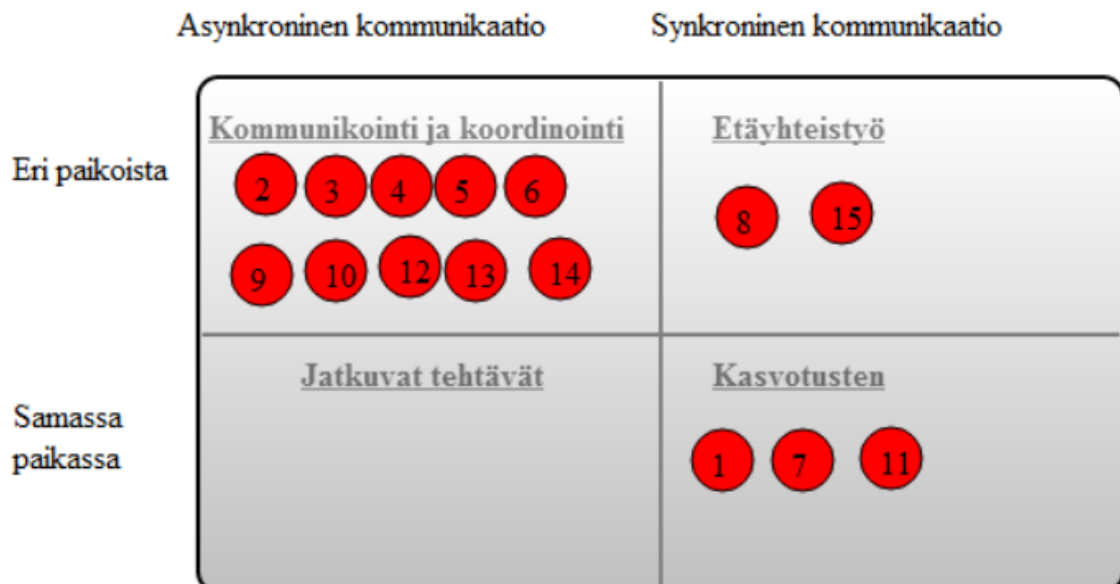 Asynkroninen kommunikaatio Synkroninen kommunikaatio
Kommunikointi ja koordinointi Etäyhteistyö
Eri paikoista
2 3 4 5 6
8 15
9 10 12 13 14
Jatkuvat tehtävät Kasvotusten
Samassa
paikassa
1 7 11